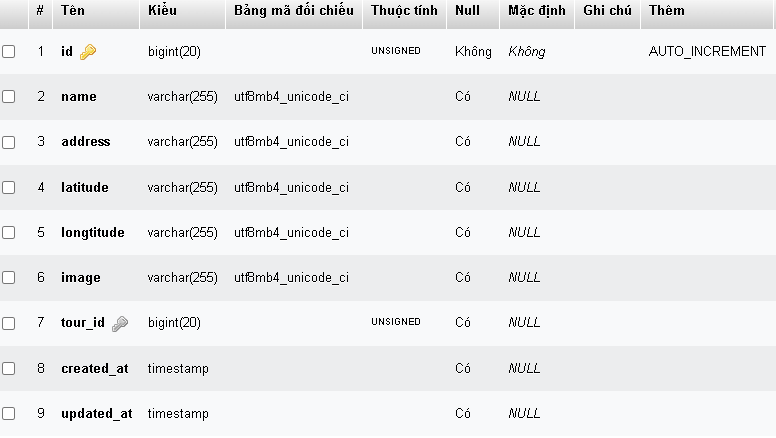 # Tên Kiểu Bảng mã đối chiếu Thuộc tính Null Mặc định Ghi chú Thêm
1 id bigint(20) UNSIGNED Không Không AUTO_INCREMENT
2 name varchar(255) utf8mb4_unicode_ci Có NULL
3 address varchar(255) utf8mb4_unicode_ci Có NULL
4 latitude varchar(255) utf8mb4_unicode_ci Có NULL
5 longtitude varchar(255) utf8mb4_unicode_ci Có NULL
6 image varchar(255) utf8mb4_unicode_ci Có NULL
7 tour_id bigint(20) UNSIGNED Có NULL
8 created_at timestamp Có NULL
9 updated_at timestamp Có NULL